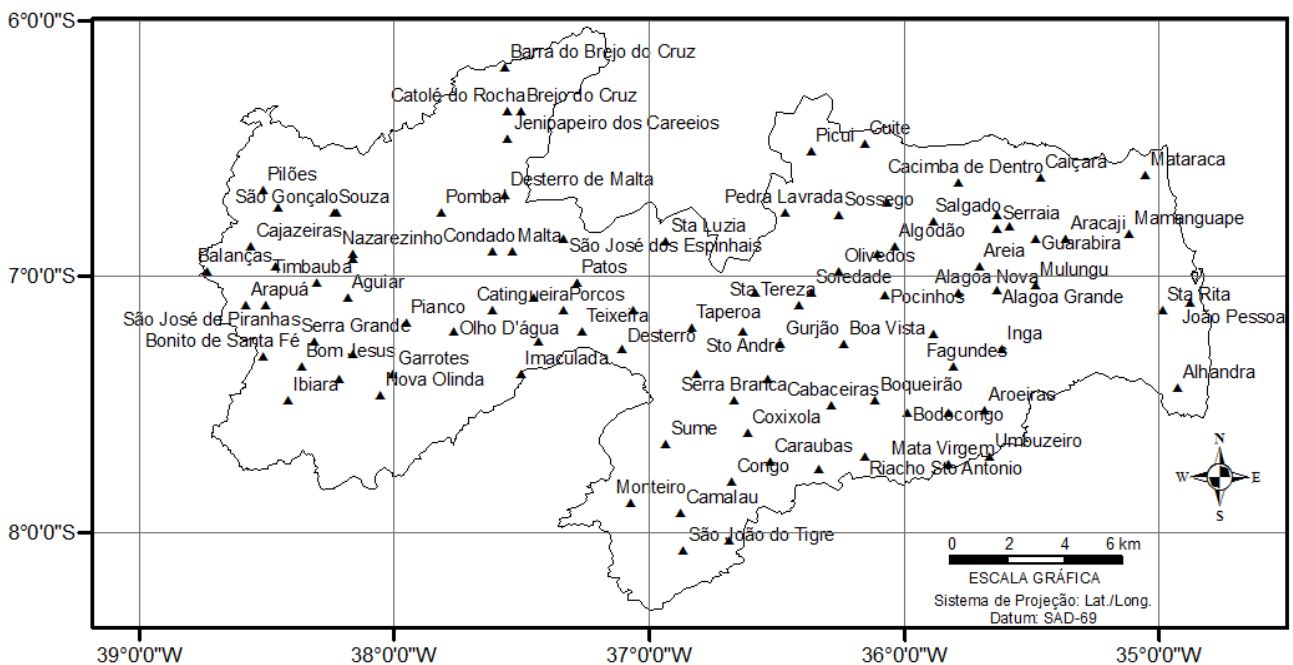 6°0'0"S
Barra do Brejo do Cruz
Catolé do Rocha Brejo do Cruz
Jenipapeiro dos Careeios
Picui
Cuite
Cacimba de Dentro
Caiçará
Mataraca
Pilões
Desterro de Malta
São Gonçalo
Souza
Pombal
Pedra Lavrada
Sossego
Salgado
Serraia
Aracaji
Mamanguape
Sta Luzia
Cajazeiras
Nazarezinho
Condado
Malta
São José dos Espinhais
Algodão
Guarabira
Balanças
Timbauba
Patos
Olivedos
Areia
7°0'0"S
Mulungu
Arapuá
Aguiar
Catingueira
Porcos
Sta Tereza
Soledade
Pocinhos
Alagoa Nova
Alagoa Grande
Sta Rita
João Pessoa
São José de Piranhas
Serra Grande
Pianco
Olho D'água
Teixeira
Taperoa
Gurjão
Boa Vista
Inga
Bonito de Santa Fé
Bom Jesus
Garrotes
Imaculada
Desterro
Sto André
Fagundes
Ibiara
Nova Olinda
Serra Branca
Cabaceiras
Boqueirão
Aroeiras
Alhandra
Coxixola
Bodocongo
Sume
Caraubas
Mata Virgem
Umbuzeiro
Congo
Riacho Sto Antonio
Monteiro
Camalau
São João do Tigre
8°0'0"S
N
W
E
S
0 2 4 6 km
ESCALA GRÁFICA
Sistema de Projeção: Lat./Long.
Datum: SAD-69
39°0'0"W
38°0'0"W
37°0'0"W
36°0'0"W
35°0'0"W